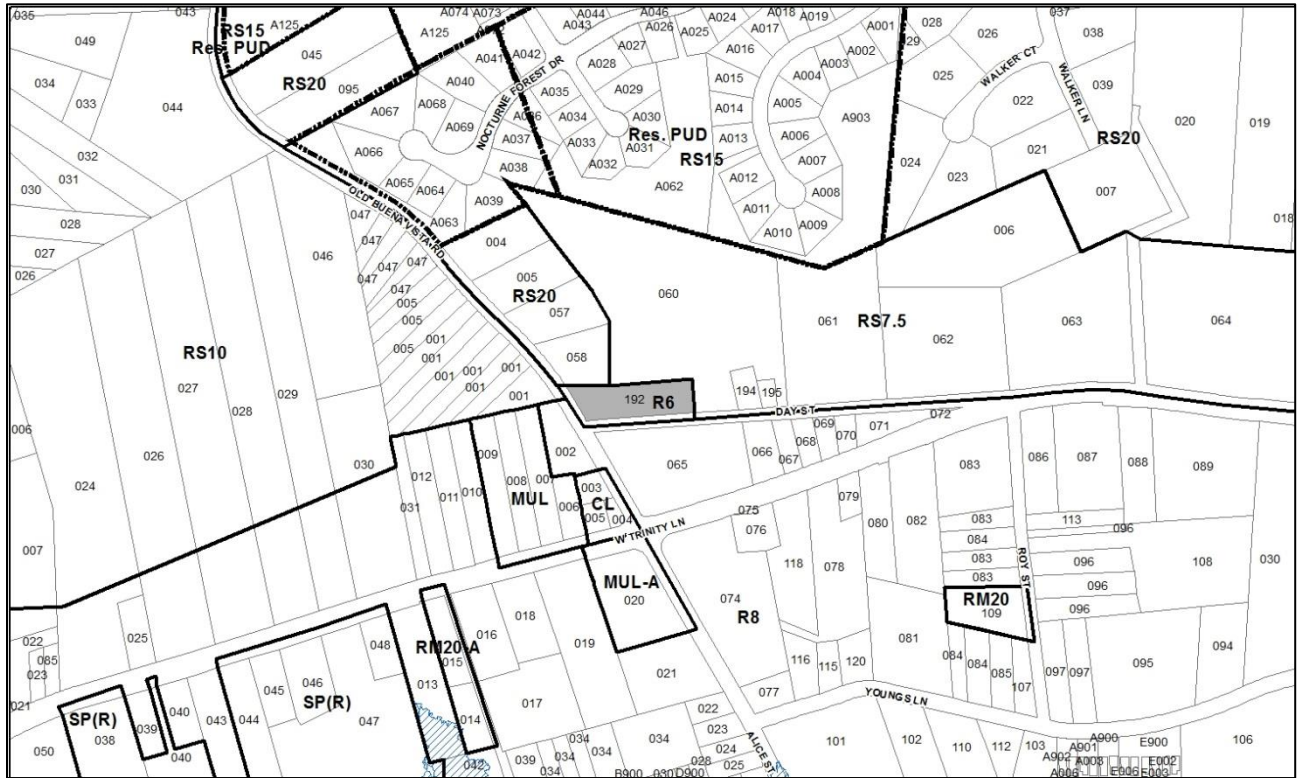 035 043 RS15 A125 A074 A073 A043 A044 A046 A024 A018 A019 A001 028 037
049 Res. PUD 045 A125 A041 A042 A027 A026 A025 A017 A002 029 026 038
034 RS20 A040 A028 A016 A003 WALKER CT
033 044 095 A068 NOCTURNE FOREST DR A035 A029 A015 A004 025 WALKER LN 039
A067 A069 A036 A034 A030 A014 A005 A903 022 020 019
032 A066 A037 A033 A031 Res. PUD A013 A006 021 RS20
031 A065 A064 A038 A032 RS15 A012 A007 024
030 OLD BUENA VISTA RD A063 A039 A062 A011 A008 023 007
028 047 A010 A009 018
027 046 047 004 006
026 047 047
047 005 060 063
005 RS20 061 RS7.5 064
005 057 062
RS10 005 001
027 029 001 001 001 058
028 001 001
001 194 195
192 R6
006 DAY ST 072
026 030 002 069 071
024 012 009 065 066 068 070 083 086 087 088 089
011 010 008 007 067
MUL 003 CL 079
031 006 005 004 075 080 082 083 113
007 W TRINITY LN 076 084 096
118 078 083 096 108 030
MUL-A 083 ROY ST 096
020 074 RM20
018 R8 109 096
022 025 016 019 081
085 048 RM20-A 094
023 015 116 115 120 084 084 085 097 097 095
046 013 021 107
021 045 017 077 YOUNGS LN
SP(R) 040 043 044 SP(R) 047 014 022
038 039 023
050 040 034 034 034 024 ALICE ST 101 102 110 112 103 A900 E900 106
042 039 034 028 A901
034 B900 030 D900 025 A003 E002
A006 E006 E003